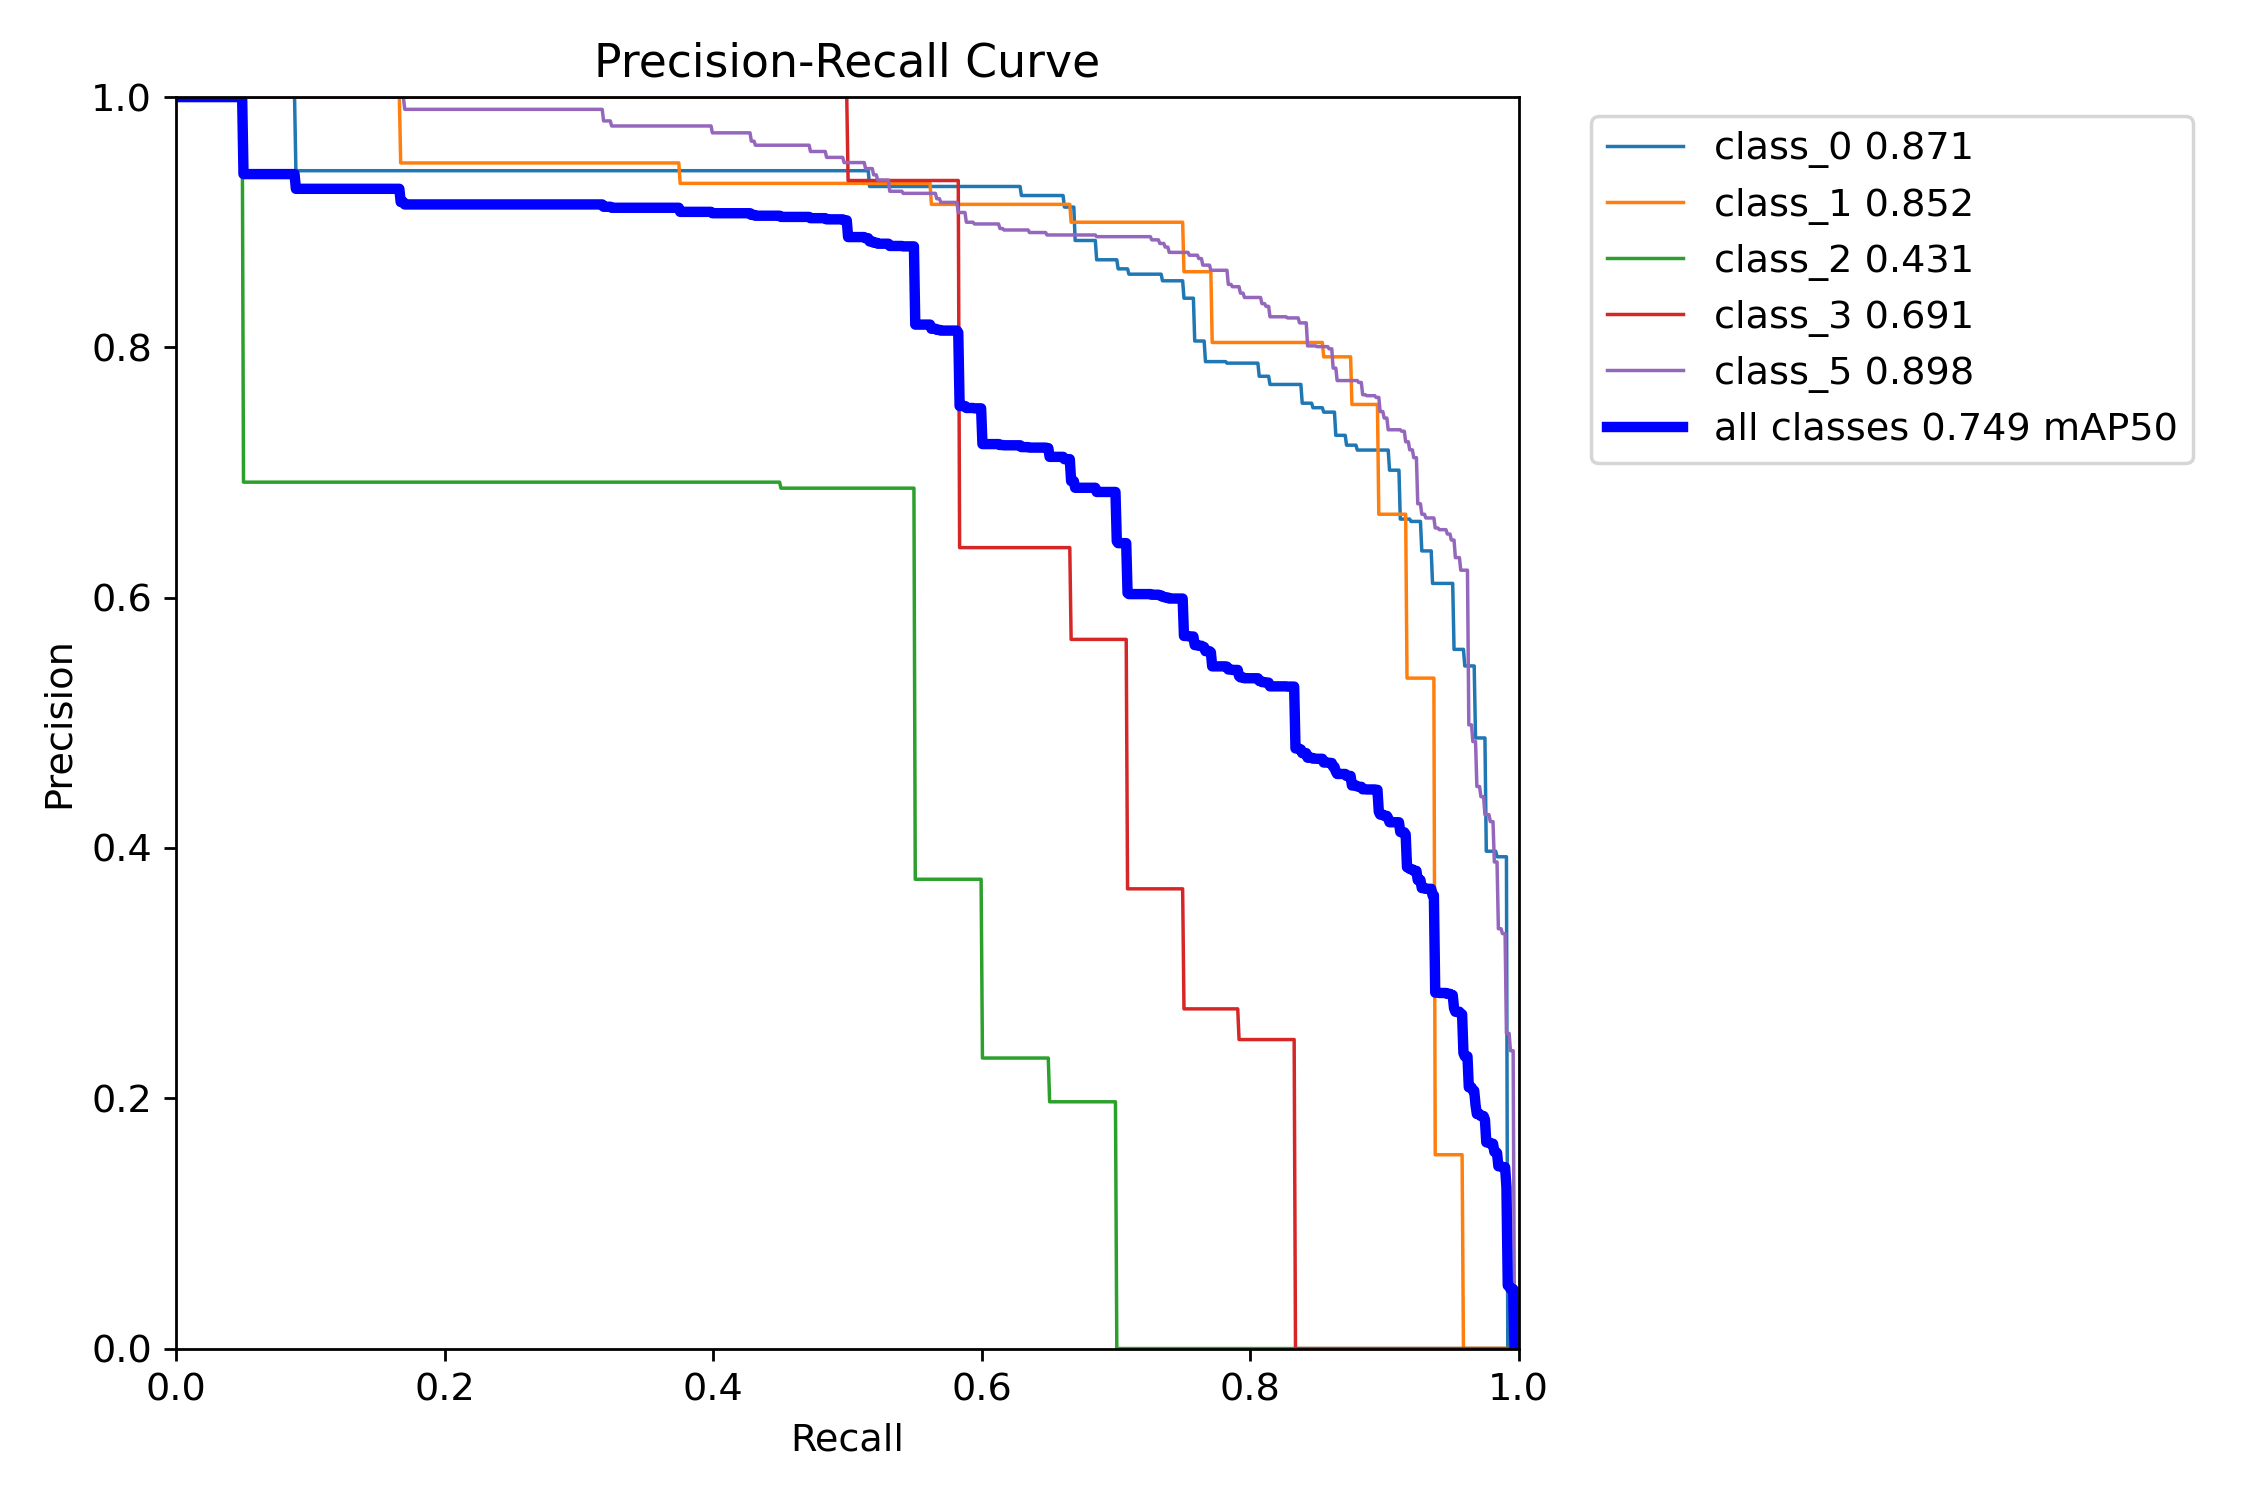 Precision-Recall Curve
1.0
0.8
0.6
0.4
0.2
0.0
Precision
0.0 0.2 0.4 0.6 0.8 1.0
Recall
class_0 0.871
class_1 0.852
class_2 0.431
class_3 0.691
class_5 0.898
all classes 0.749 mAP50